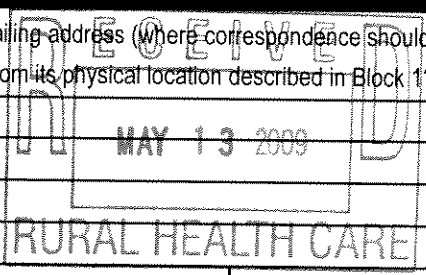 ailing address (where correspondence should
RECEIVED
om its physical location described in Block 1
MAY 13 2009
RURAL HEALTH CARE